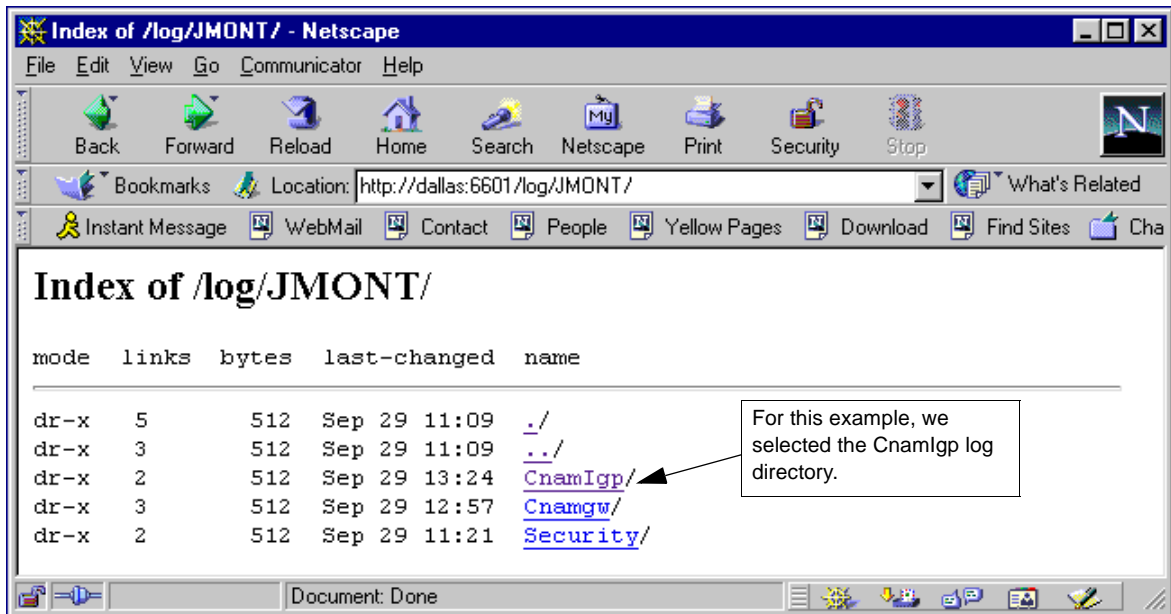 Index of /log/JMONT/ - Netscape
File Edit View Go Communicator Help
Back Forward Reload Home Search Netscape Print Security Stop
My
N
Bookmarks Location: http://dallas:6601/log/JMONT/ What's Related
Instant Message WebMail Contact People Yellow Pages Download Find Sites Cha
Index of /log/JMONT/
mode links bytes last-changed name
dr-x 5 512 Sep 29 11:09 ./
dr-x 3 512 Sep 29 11:09 ../
dr-x 2 512 Sep 29 13:24 CnamIgp/
dr-x 3 512 Sep 29 12:57 Cnamgw/
dr-x 2 512 Sep 29 11:21 Security/
For this example, we
selected the CnamIgp log
directory.
Document: Done